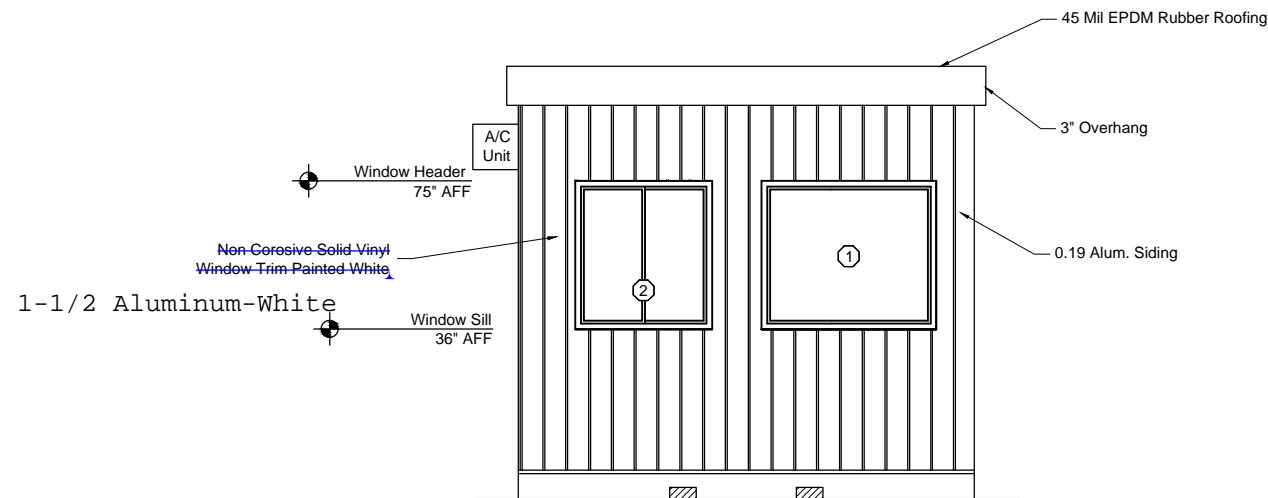 45 Mil EPDM Rubber Roofing
3" Overhang
A/C
Unit
Window Header
75" AFF
Non Corosive Solid Vinyl
Window Trim Painted White
0.19 Alum. Siding
1
2
1-1/2 Aluminum-White
Window Sill
36" AFF